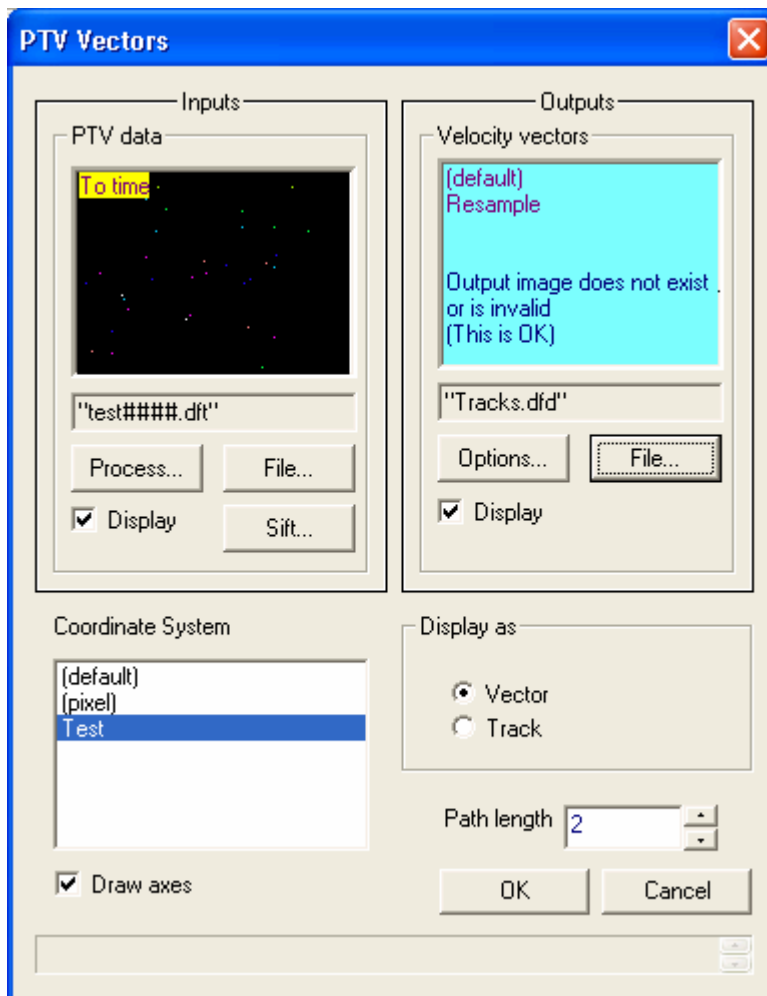 PTV Vectors
Inputs
PTV data
To time
"test####.dft"
Process...
File...
Display
Sift...
Outputs
Velocity vectors
(default)
Resample
Output image does not exist
or is invalid
(This is OK)
"Tracks.dfd"
Options...
File...
Display
Coordinate System
(default)
(pixel)
Test
Draw axes
Display as
Vector
Track
Path length 2
OK
Cancel